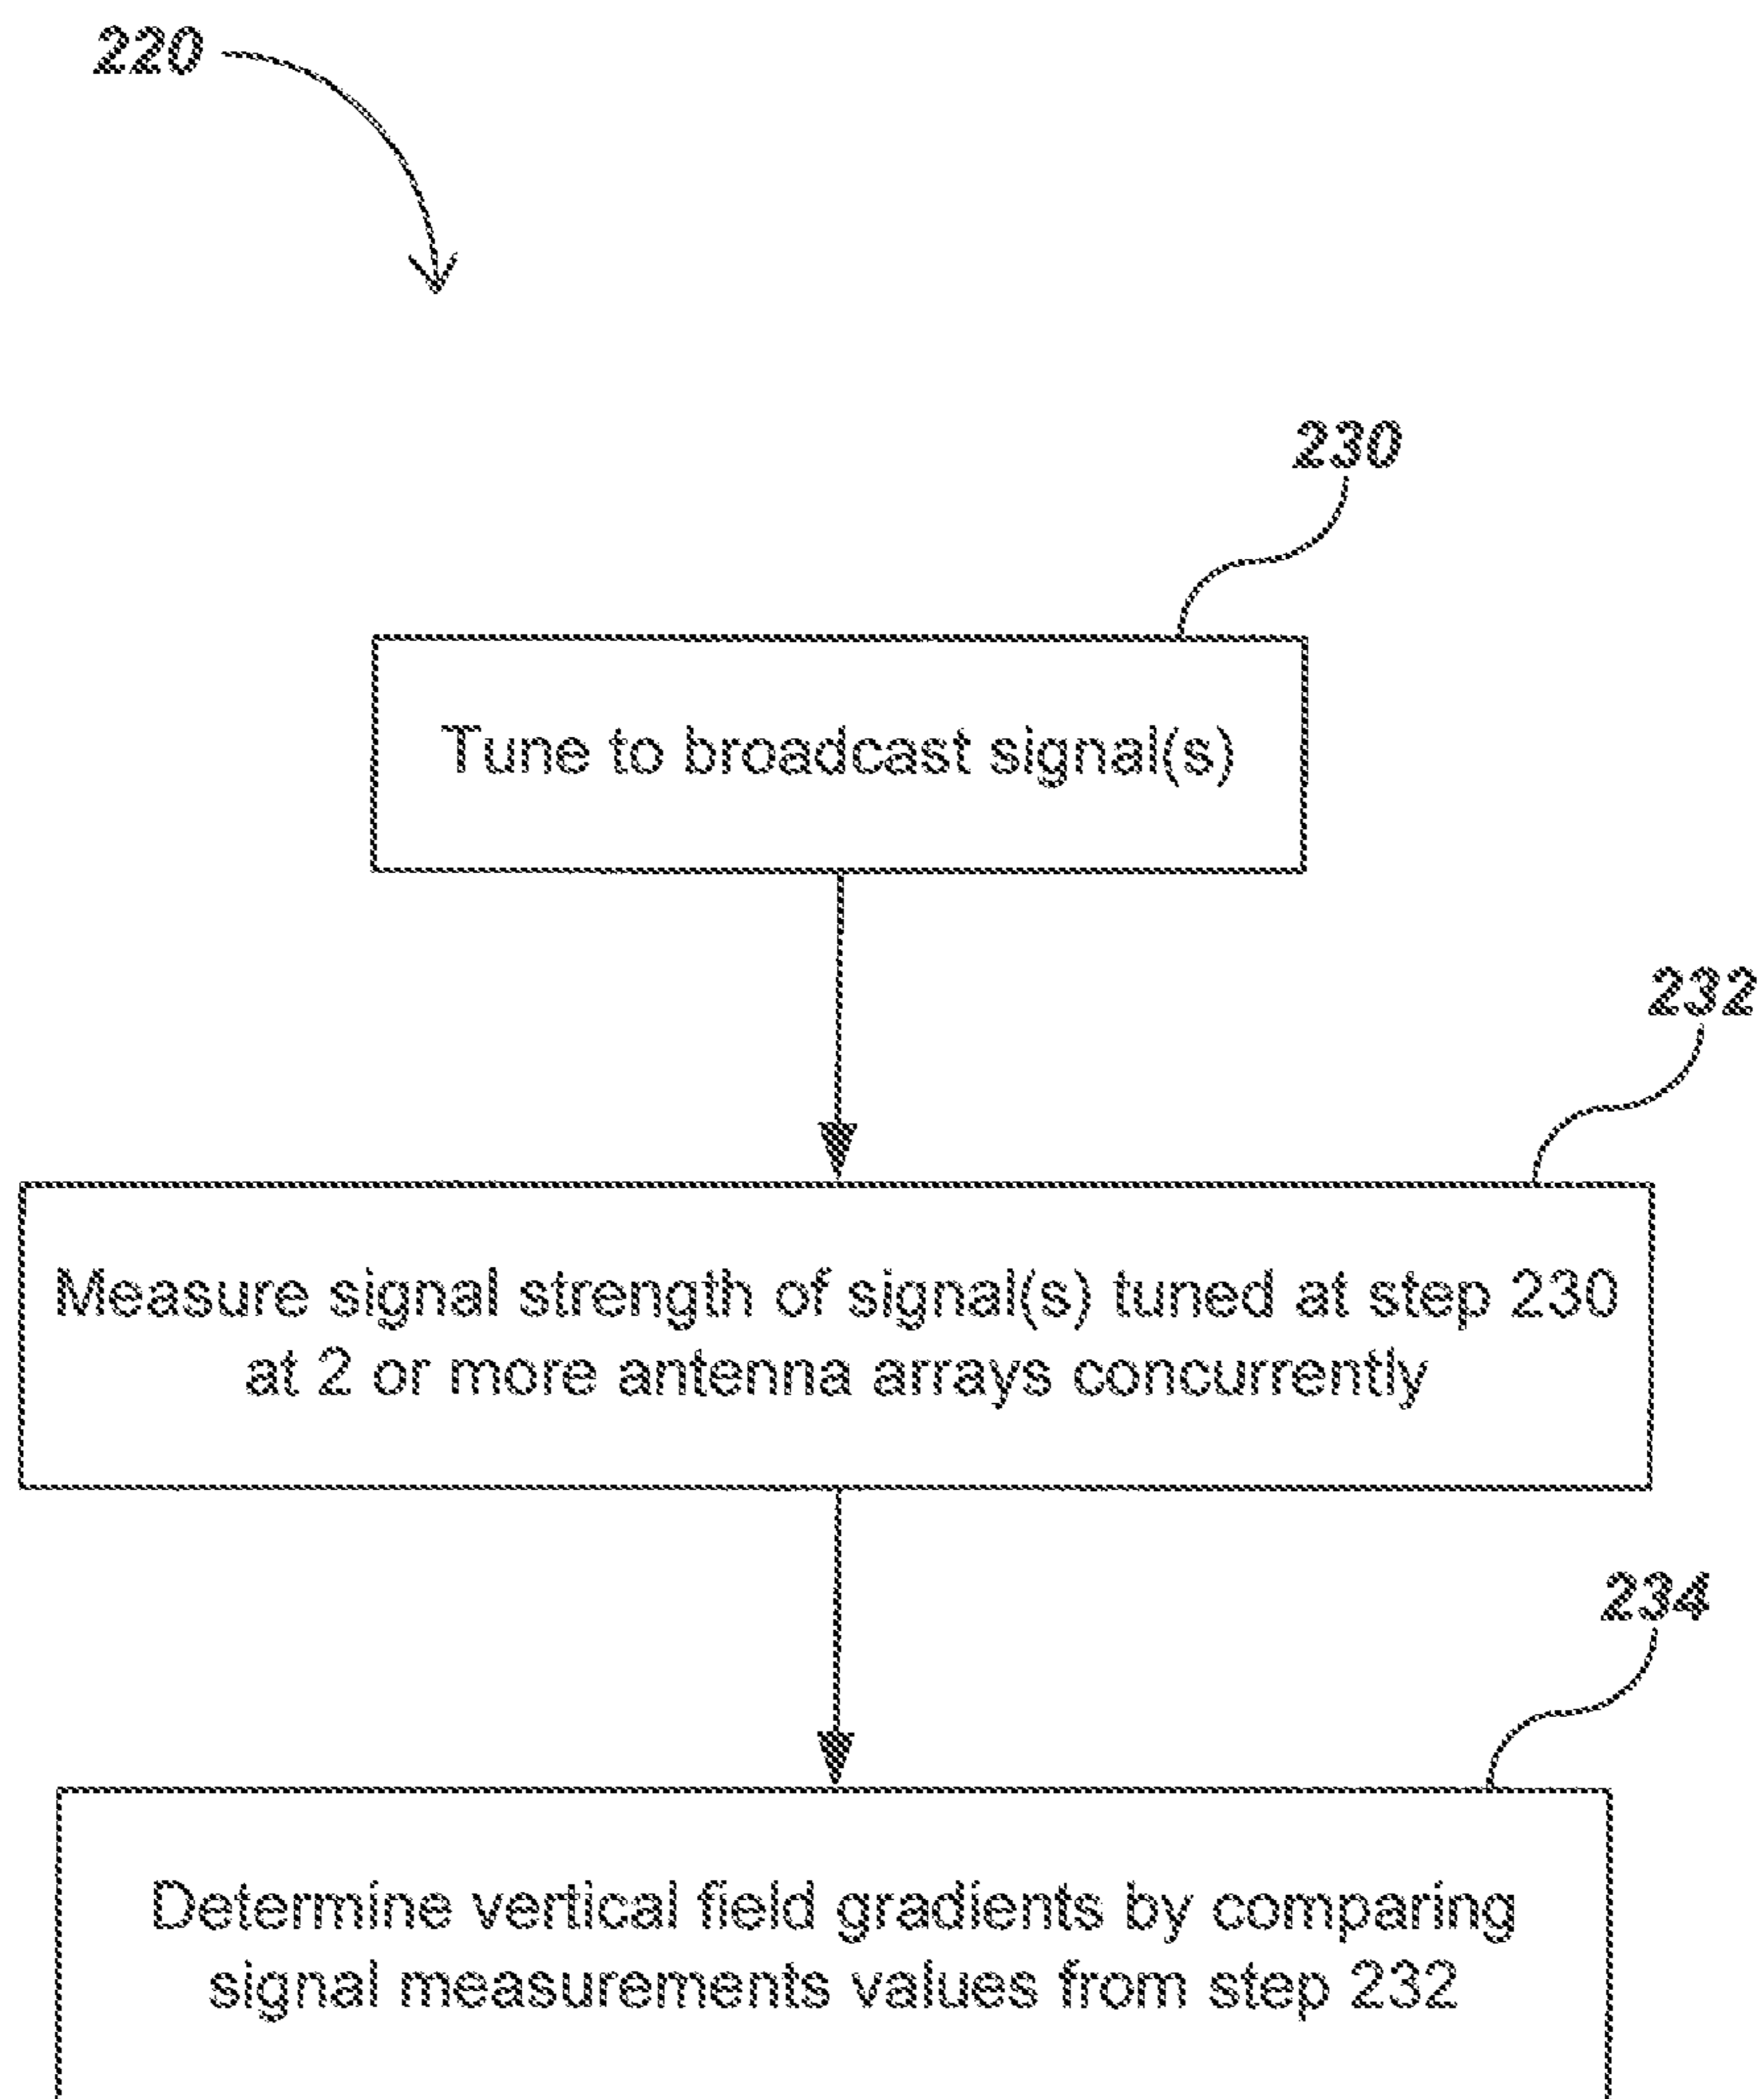 220
230
Tune to broadcast signal(s)
232
Measure signal strength of signal(s) tuned at step 230
at 2 or more antenna arrays concurrently
234
Determine vertical field gradients by comparing
signal measurements values from step 232